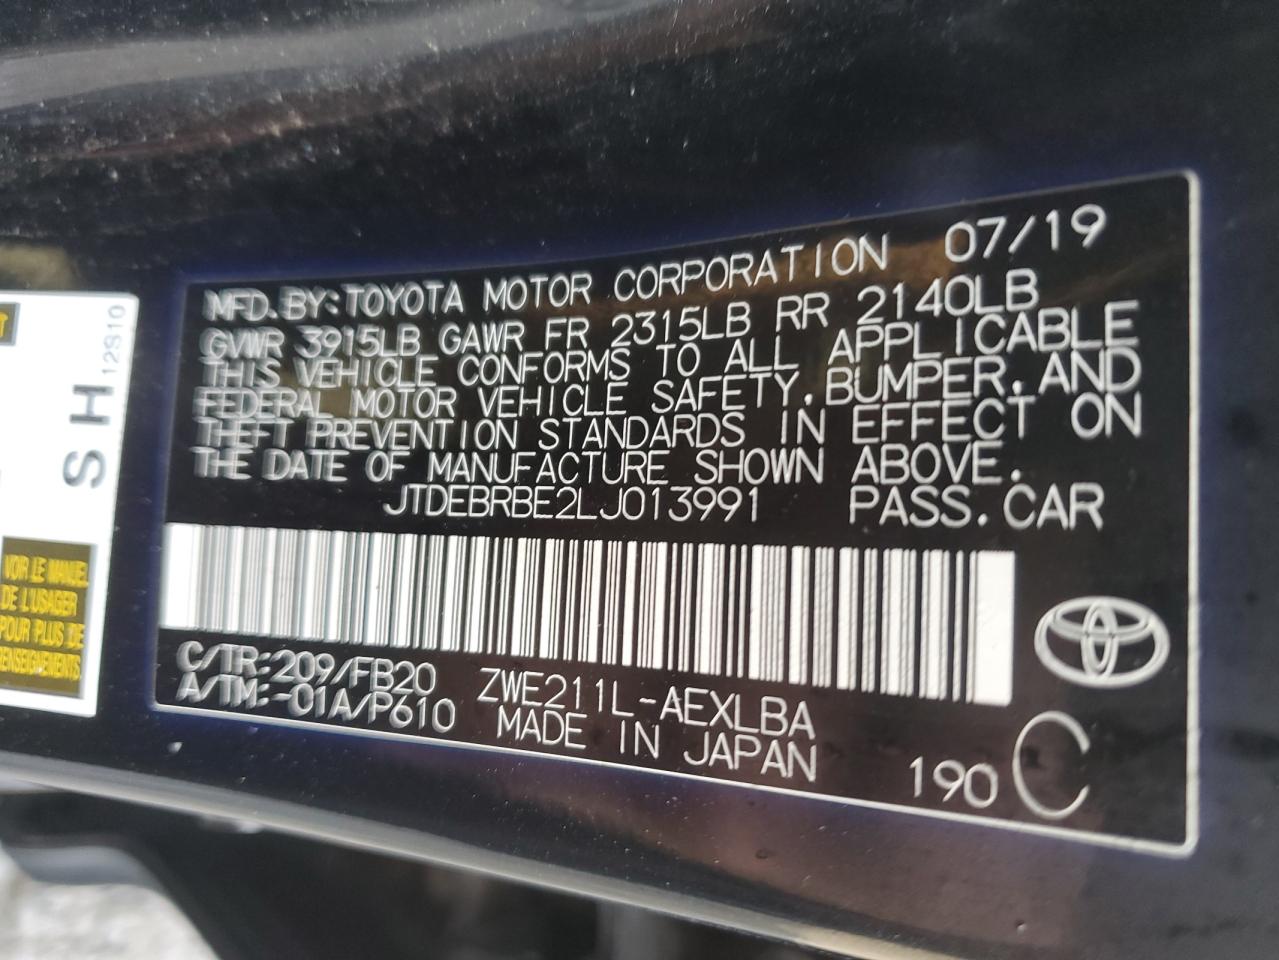 MFD. BY: TOYOTA MOTOR CORPORATION 07/19
GVWR 3915LB GAWR FR 2315LB RR 2140LB
THIS VEHICLE CONFORMS TO ALL APPLICABLE
FEDERAL MOTOR VEHICLE SAFETY, BUMPER, AND
THEFT PREVENTION STANDARDS IN EFFECT ON
THE DATE OF MANUFACTURE SHOWN ABOVE.
JTDEBRBE2LJ013991 PASS. CAR
C/TR: 209/FB20 ZWE211L-AEXLBA
A/TM: -01A/P610 MADE IN JAPAN
190 C
SH
12S10
VOIR LE MANUEL
DE L'USAGER
POUR PLUS DE
RENSEIGNEMENTS